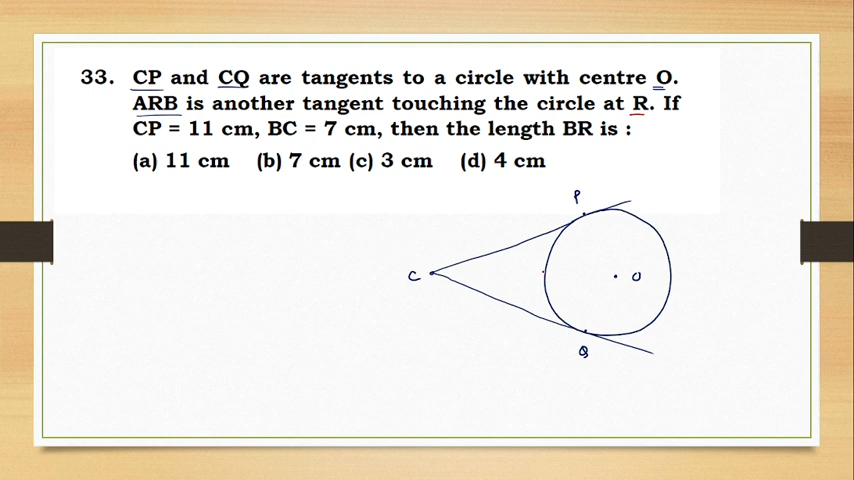 33. CP and CQ are tangents to a circle with centre O.
ARB is another tangent touching the circle at R. If
CP = 11 cm, BC = 7 cm, then the length BR is :
(a) 11 cm (b) 7 cm (c) 3 cm (d) 4 cm
P
C
O
Q